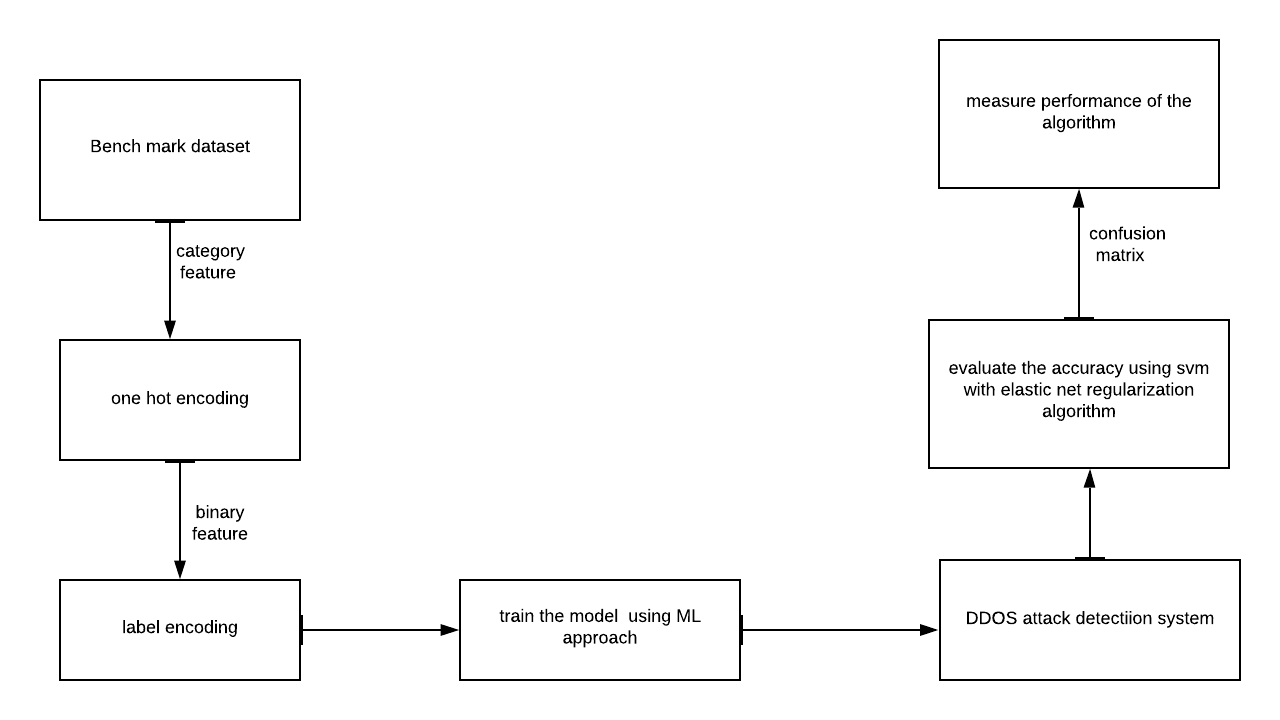 Bench mark dataset
category
feature
one hot encoding
binary
feature
label encoding
train the model  using ML
approach
DDOS attack detectiion system
evaluate the accuracy using svm
with elastic net regularization
algorithm
confusion
matrix
measure performance of the
algorithm